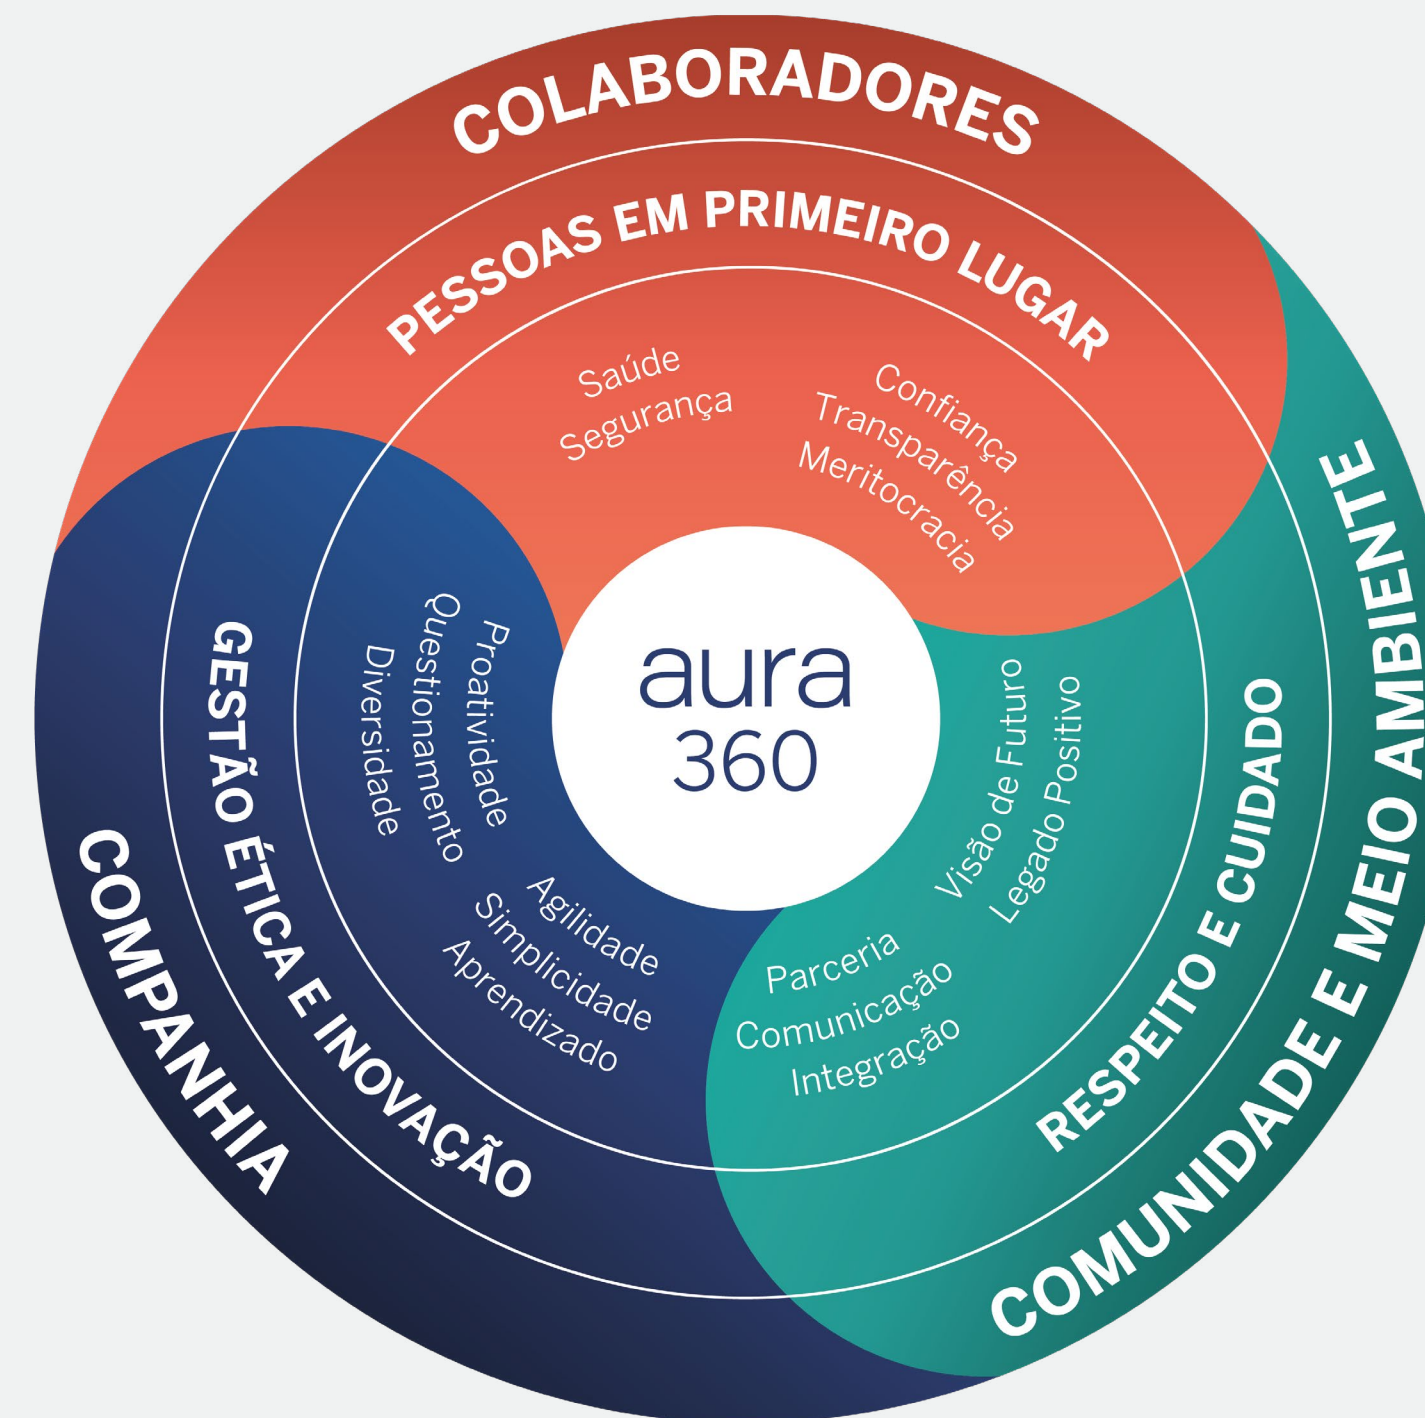 COLABORADORES
PESSOAS EM PRIMEIRO LUGAR
Saúde
Segurança
Confiança
Transparência
Meritocracia
COMUNIDADE E MEIO AMBIENTE
RESPEITO E CUIDADO
Visão de Futuro
Legado Positivo
Parceria
Comunicação
Integração
COMPANHIA
GESTÃO ÉTICA E INOVAÇÃO
Proatividade
Questionamento
Diversidade
Agilidade
Simplicidade
Aprendizado
aura
360